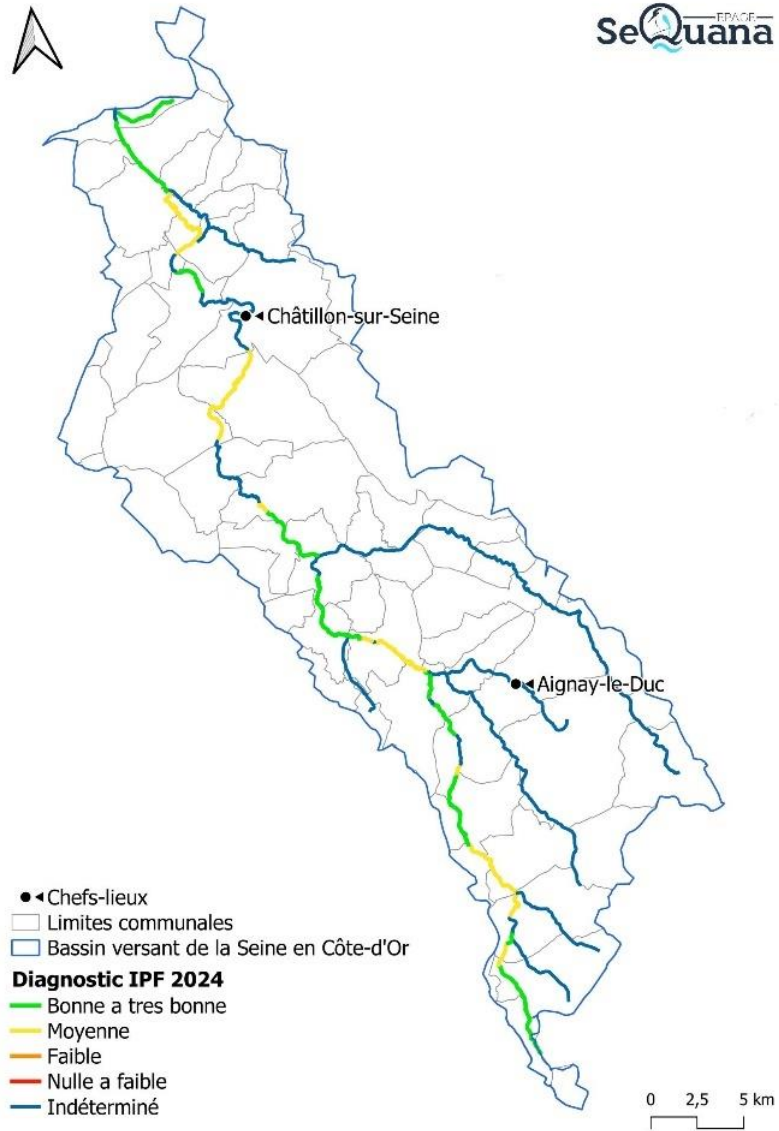 EPAGE
SeQuana
Châtillon-sur-Seine
Aignay-le-Duc
Chefs-lieux
Limites communales
Bassin versant de la Seine en Côte-d'Or
Diagnostic IPF 2024
Bonne a tres bonne
Moyenne
Faible
Nulle a faible
Indéterminé
0 2,5 5 km